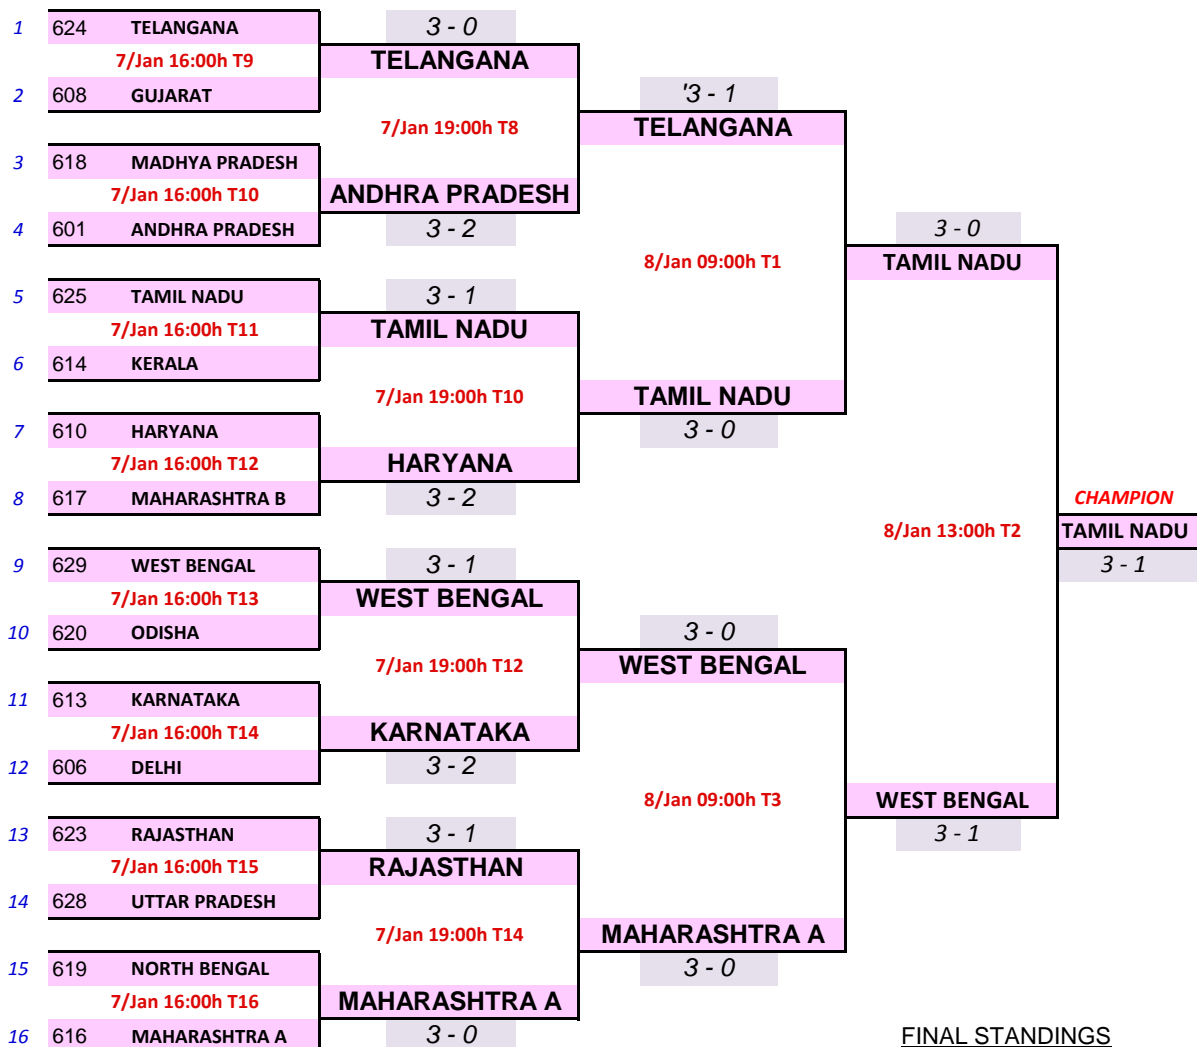 1 624 TELANGANA 3 - 0
7/Jan 16:00h T9 TELANGANA
2 608 GUJARAT '3 - 1
7/Jan 19:00h T8 TELANGANA
3 618 MADHYA PRADESH
7/Jan 16:00h T10 ANDHRA PRADESH
4 601 ANDHRA PRADESH 3 - 2 3 - 0
8/Jan 09:00h T1 TAMIL NADU
5 625 TAMIL NADU 3 - 1
7/Jan 16:00h T11 TAMIL NADU
6 614 KERALA
7/Jan 19:00h T10 TAMIL NADU
7 610 HARYANA 3 - 0
7/Jan 16:00h T12 HARYANA
8 617 MAHARASHTRA B 3 - 2 CHAMPION
8/Jan 13:00h T2 TAMIL NADU
9 629 WEST BENGAL 3 - 1 3 - 1
7/Jan 16:00h T13 WEST BENGAL
10 620 ODISHA 3 - 0
7/Jan 19:00h T12 WEST BENGAL
11 613 KARNATAKA
7/Jan 16:00h T14 KARNATAKA
12 606 DELHI 3 - 2
8/Jan 09:00h T3 WEST BENGAL
13 623 RAJASTHAN 3 - 1 3 - 1
7/Jan 16:00h T15 RAJASTHAN
14 628 UTTAR PRADESH
7/Jan 19:00h T14 MAHARASHTRA A
15 619 NORTH BENGAL 3 - 0
7/Jan 16:00h T16 MAHARASHTRA A
16 616 MAHARASHTRA A 3 - 0 FINAL STANDINGS